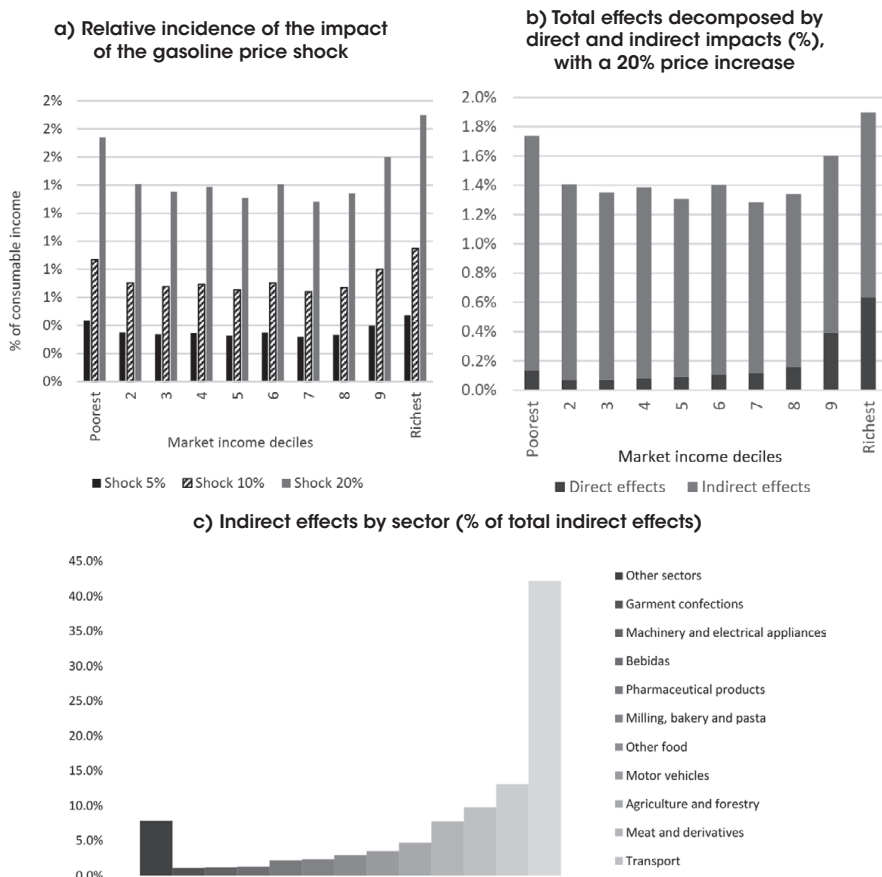 a) Relative incidence of the impact
of the gasoline price shock
2%
2%
2%
1%
1%
1%
1%
1%
0%
0%
0%
% of consumable income
Poorest
2
3
4
5
6
7
8
9
Richest
Market income deciles
Shock 5%
Shock 10%
Shock 20%
b) Total effects decomposed by
direct and indirect impacts (%),
with a 20% price increase
2.0%
1.8%
1.6%
1.4%
1.2%
1.0%
0.8%
0.6%
0.4%
0.2%
0.0%
Poorest
2
3
4
5
6
7
8
9
Richest
Market income deciles
Direct effects
Indirect effects
c) Indirect effects by sector (% of total indirect effects)
45.0%
40.0%
35.0%
30.0%
25.0%
20.0%
15.0%
10.0%
5.0%
0.0%
Other sectors
Garment confections
Machinery and electrical appliances
Bebidas
Pharmaceutical products
Milling, bakery and pasta
Other food
Motor vehicles
Agriculture and forestry
Meat and derivatives
Transport